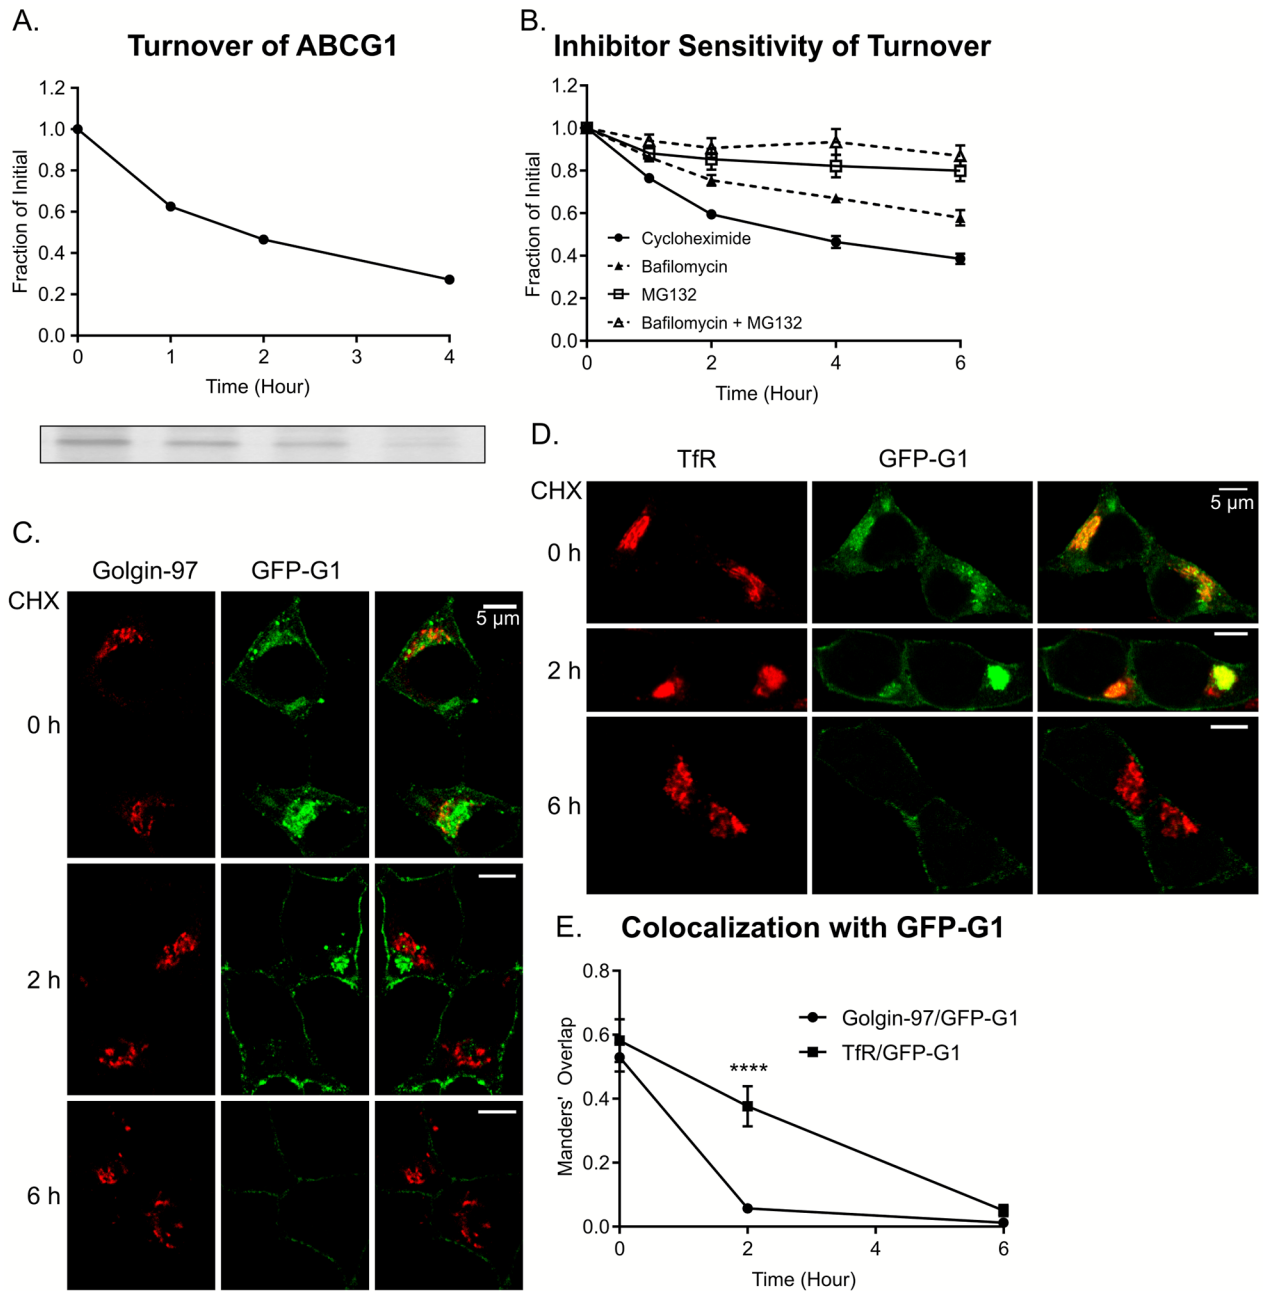 A.
Turnover of ABCG1
1.2
1.0
0.8
0.6
0.4
0.2
0.0
Fraction of Initial
0 1 2 3 4
Time (Hour)
B.
Inhibitor Sensitivity of Turnover
1.2
1.0
0.8
0.6
0.4
0.2
0.0
Fraction of Initial
Cycloheximide
Bafilomycin
MG132
Bafilomycin + MG132
0 2 4 6
Time (Hour)
C.
Golgin-97 GFP-G1
CHX
5 µm
0 h
2 h
6 h
D.
TfR GFP-G1
CHX
5 µm
0 h
2 h
6 h
E.
Colocalization with GFP-G1
0.8
0.6
0.4
0.2
0.0
Manders' Overlap
Golgin-97/GFP-G1
TfR/GFP-G1
****
0 2 4 6
Time (Hour)